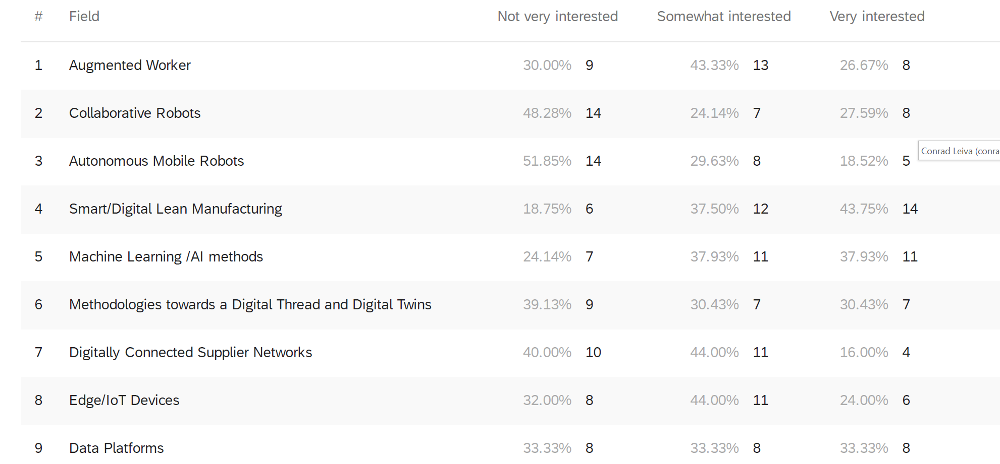 # Field Not very interested Somewhat interested Very interested
1 Augmented Worker 30.00% 9 43.33% 13 26.67% 8
2 Collaborative Robots 48.28% 14 24.14% 7 27.59% 8
Conrad Leiva (conra
3 Autonomous Mobile Robots 51.85% 14 29.63% 8 18.52% 5
4 Smart/Digital Lean Manufacturing 18.75% 6 37.50% 12 43.75% 14
5 Machine Learning /AI methods 24.14% 7 37.93% 11 37.93% 11
6 Methodologies towards a Digital Thread and Digital Twins 39.13% 9 30.43% 7 30.43% 7
7 Digitally Connected Supplier Networks 40.00% 10 44.00% 11 16.00% 4
8 Edge/IoT Devices 32.00% 8 44.00% 11 24.00% 6
9 Data Platforms 33.33% 8 33.33% 8 33.33% 8